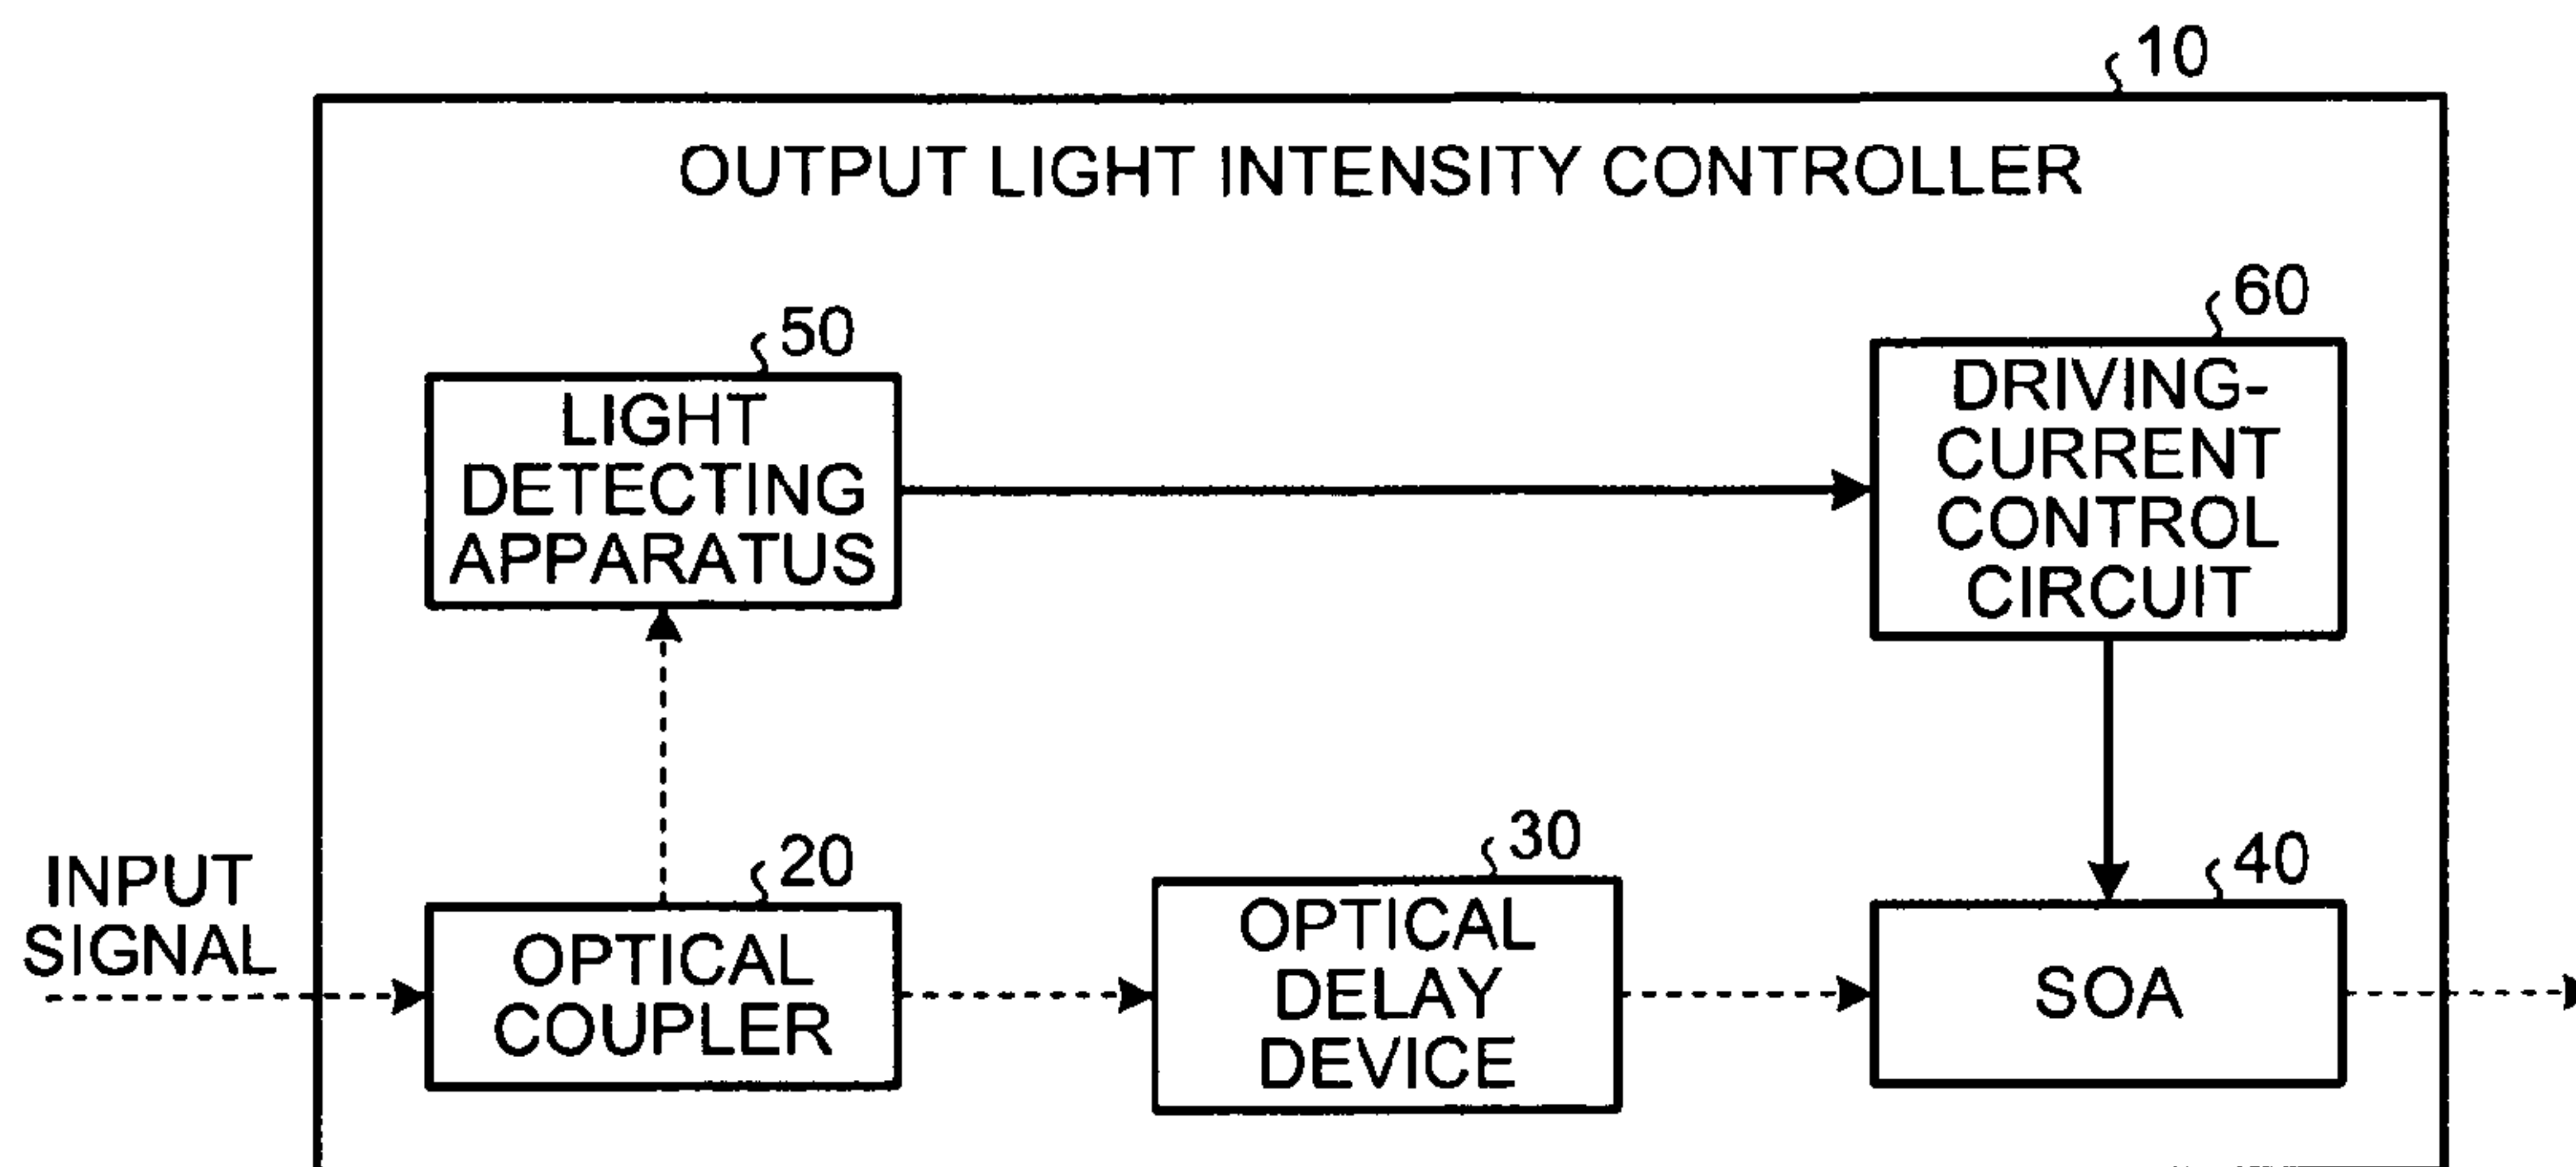 10
OUTPUT LIGHT INTENSITY CONTROLLER
50
LIGHT
DETECTING
APPARATUS
60
DRIVING-
CURRENT
CONTROL
CIRCUIT
INPUT
SIGNAL
20
OPTICAL
COUPLER
30
OPTICAL
DELAY
DEVICE
40
SOA